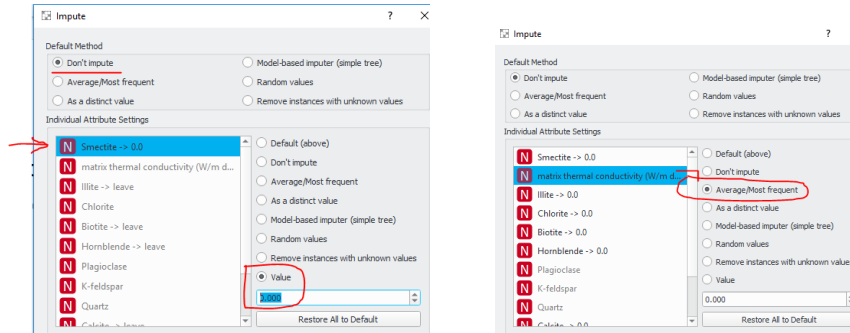 Impute ? ×
Default Method
Don't impute Model-based imputer (simple tree)
Average/Most frequent Random values
As a distinct value Remove instances with unknown values
Individual Attribute Settings
N Smectite -> 0.0
N matrix thermal conductivity (W/m d...
N Illite -> leave
N Chlorite
N Biotite -> leave
N Hornblende -> leave
N Plagioclase
N K-feldspar
N Quartz
N Calcite -> leave
Default (above)
Don't impute
Average/Most frequent
As a distinct value
Model-based imputer (simple tree)
Random values
Remove instances with unknown values
Value
0.000
Restore All to Default
Impute ?
Default Method
Don't impute Model-based imputer (simple tree)
Average/Most frequent Random values
As a distinct value Remove instances with unknown values
Individual Attribute Settings
N Smectite -> 0.0
N matrix thermal conductivity (W/m d...
N Illite -> 0.0
N Chlorite -> 0.0
N Biotite -> 0.0
N Hornblende -> 0.0
N Plagioclase
N K-feldspar
N Quartz
N Calcite -> 0.0
Default (above)
Don't impute
Average/Most frequent
As a distinct value
Model-based imputer (simple tree)
Random values
Remove instances with unknown value
Value
0.000
Restore All to Default